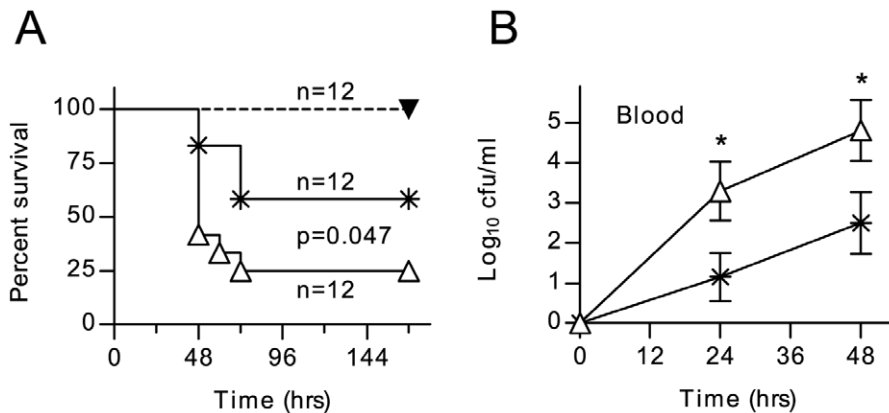 A
Percent survival
100
75
50
25
0
n=12
n=12
p=0.047
n=12
0 48 96 144
Time (hrs)
B
Log₁₀ cfu/ml
5
4
3
2
1
0
Blood
*
*
0 12 24 36 48
Time (hrs)